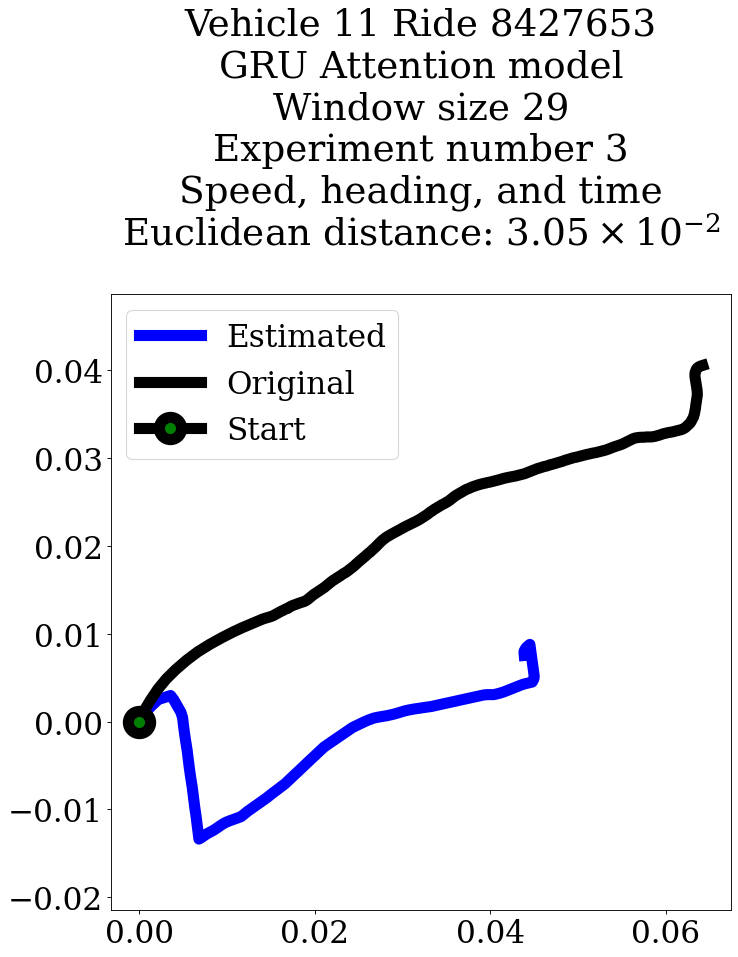 Vehicle 11 Ride 8427653
GRU Attention model
Window size 29
Experiment number 3
Speed, heading, and time
Euclidean distance: 3.05 × 10⁻²
Estimated
Original
Start
0.04
0.03
0.02
0.01
0.00
−0.01
−0.02
0.00 0.02 0.04 0.06